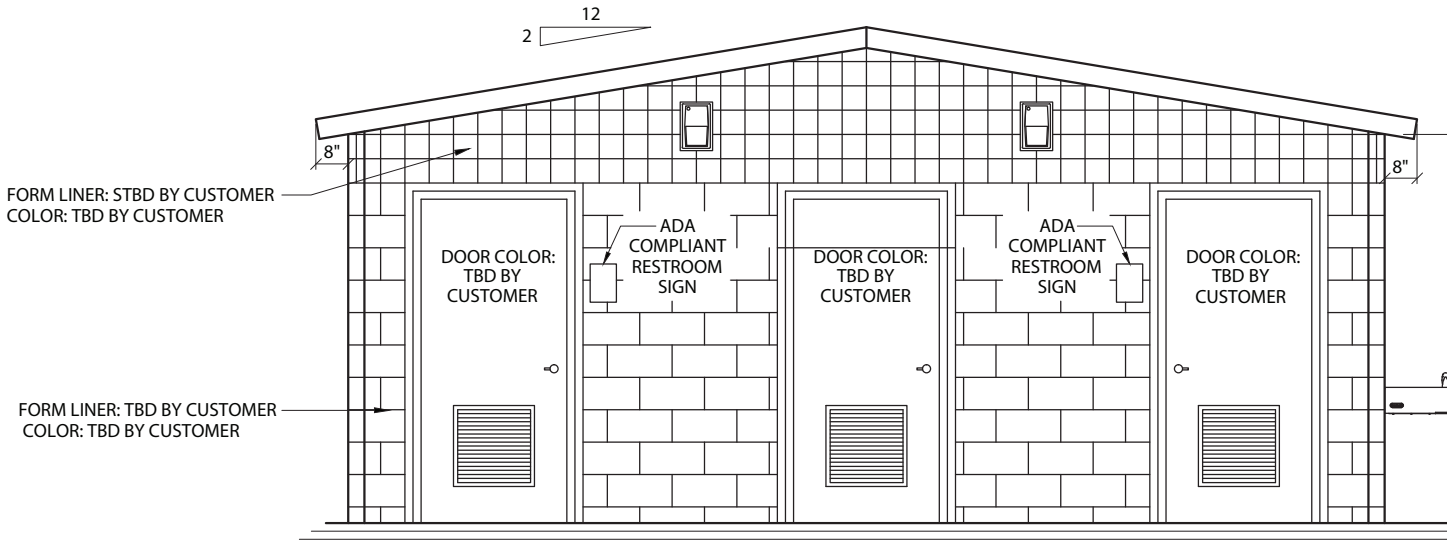 12
2
8"
8"
FORM LINER: STBD BY CUSTOMER
COLOR: TBD BY CUSTOMER
ADA
COMPLIANT
RESTROOM
SIGN
ADA
COMPLIANT
RESTROOM
SIGN
DOOR COLOR:
TBD BY
CUSTOMER
DOOR COLOR:
TBD BY
CUSTOMER
DOOR COLOR:
TBD BY
CUSTOMER
FORM LINER: TBD BY CUSTOMER
COLOR: TBD BY CUSTOMER